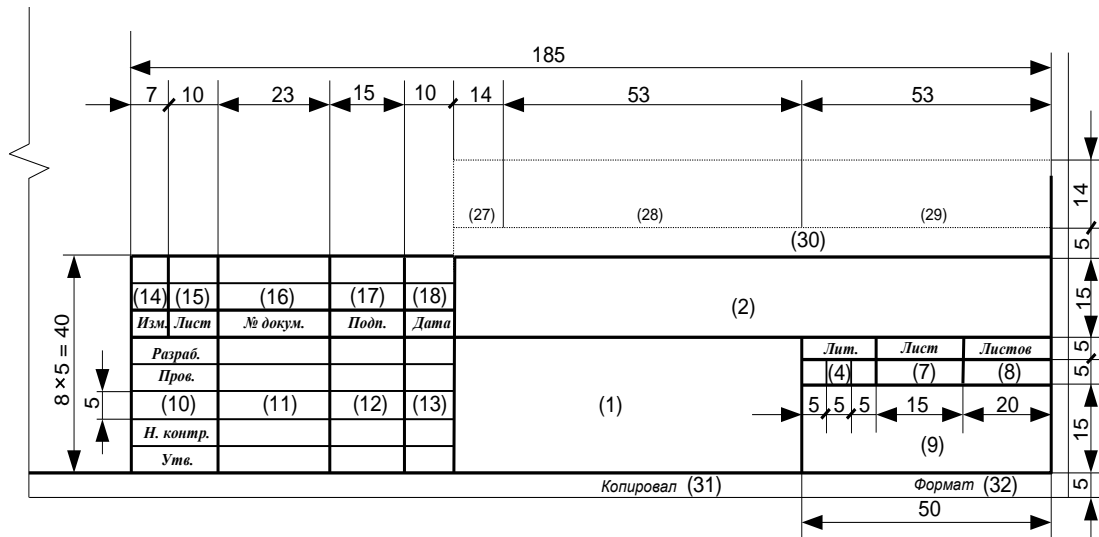 185
7 10 23 15 10 14 53 53
14
(27) (28) (29)
(30) 5
(14) (15) (16) (17) (18) (2) 15
Изм. Лист № докум. Подп. Дата
8×5 = 40
Разраб. Лит. Лист Листов 5
Пров. (4) (7) (8) 5
5 (10) (11) (12) (13) (1) 5 5 5 15 20
Н. контр. (9) 15
Утв.
Копировал (31) Формат (32) 5
50